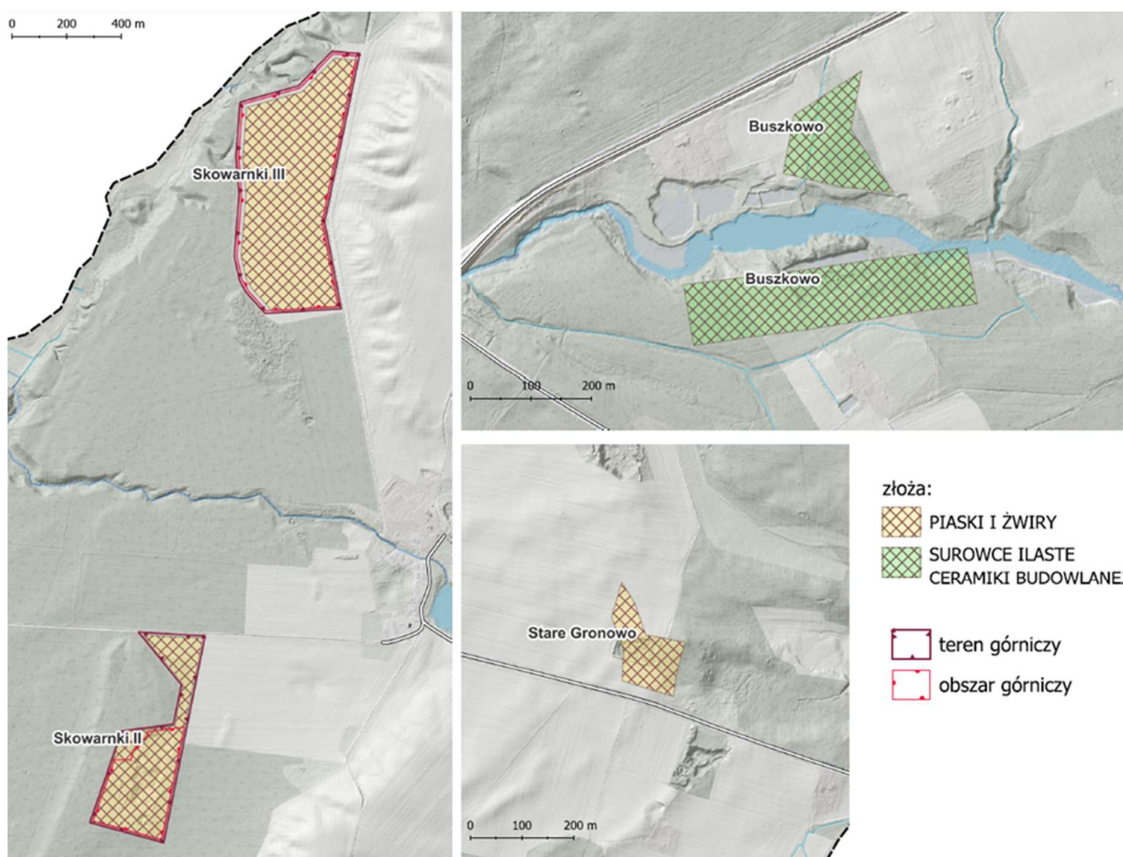 0 200 400 m
Skowarnki III
Skowarnki II
Buszkowo
Buszkowo
0 100 200 m
Stare Gronowo
0 100 200 m
złoża:
PIASKI I ŻWIRY
SUROWCE ILASTE
CERAMIKI BUDOWLANEJ
teren górniczy
obszar górniczy